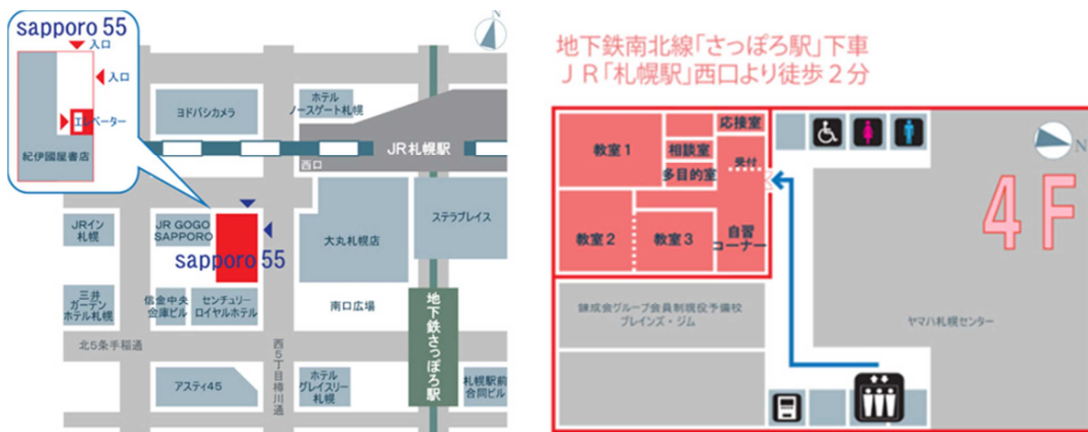 sapporo 55
入口
入口
エレベーター
紀伊國屋書店
N
ヨドバシカメラ
ホテル
ノースゲート札幌
JR札幌駅
西口
JRイン
札幌
JR GOGO
SAPPORO
sapporo 55
大丸札幌店
ステラプレイス
三井
ガーデン
ホテル札幌
信金中央
金庫ビル
センチュリー
ロイヤルホテル
南口広場
地下鉄さっぽろ駅
北5条手稲通
西5丁目樽川通
アスティ45
ホテル
グレイスリー
札幌
札幌駅前
合同ビル
地下鉄南北線「さっぽろ駅」下車
JR「札幌駅」西口より徒歩2分
教室1
応接室
相談室
受付
多目的室
教室2
教室3
自習
コーナー
N
4F
錬成会グループ会員制現役予備校
ブレインズ・ジム
ヤマハ札幌センター